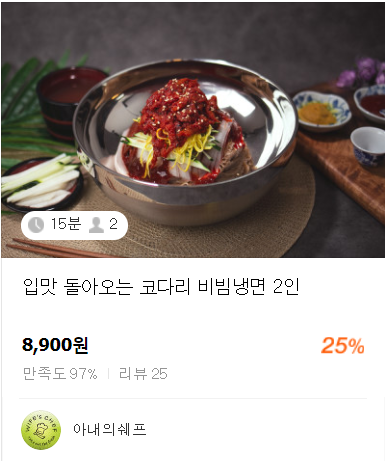 15분 2
입맛 돌아오는 코다리 비빔냉면 2인
8,900원 25%
만족도 97% | 리뷰 25
WIFE'S CHEF
아내의쉐프